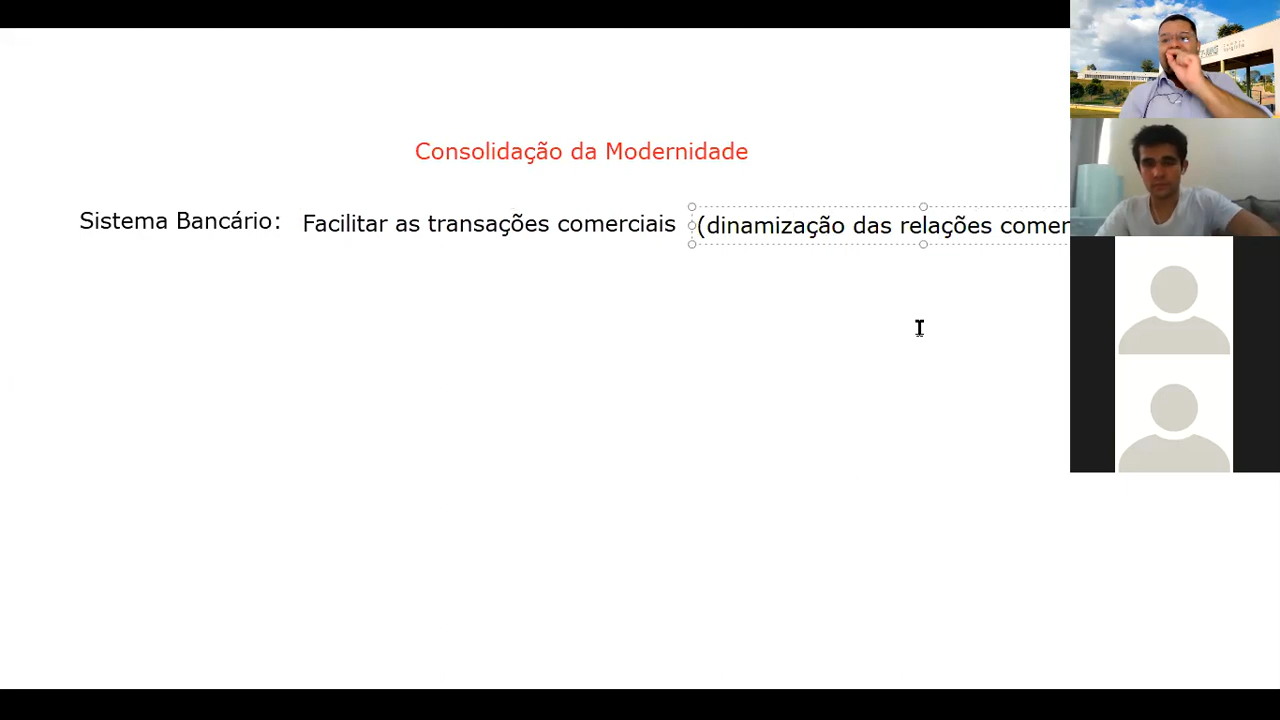 Consolidação da Modernidade
Sistema Bancário: Facilitar as transações comerciais (dinamização das relações comer